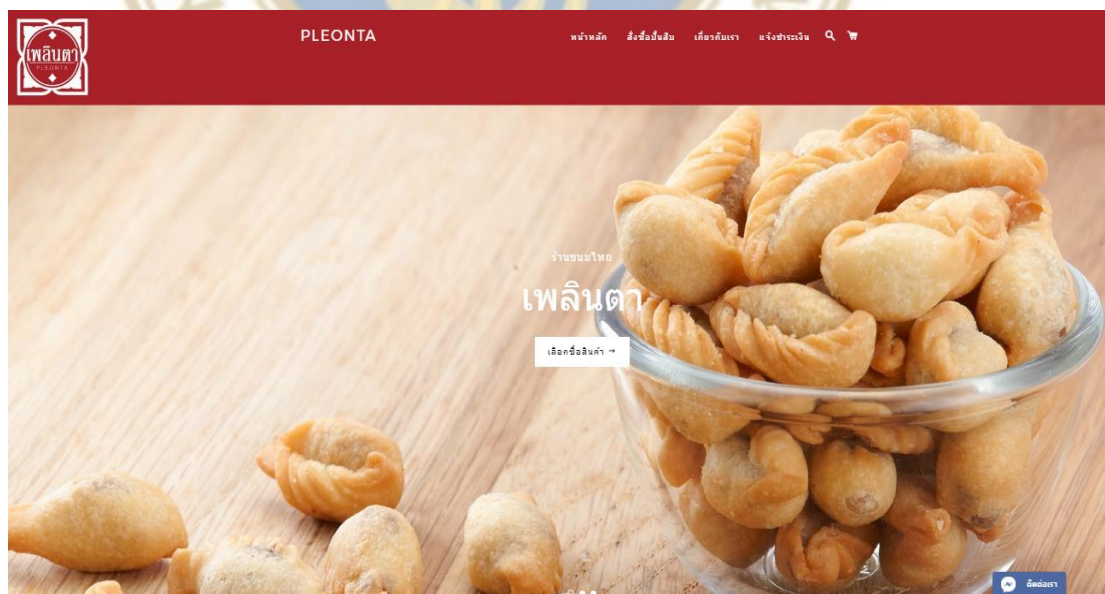 เพลินตา
PLEONTA
PLEONTA
หน้าหลัก สั่งซื้อปั้นสิบ เกี่ยวกับเรา แจ้งชำระเงิน
ร้านขนมไทย
เพลินตา
เลือกซื้อสินค้า →
ติดต่อเรา